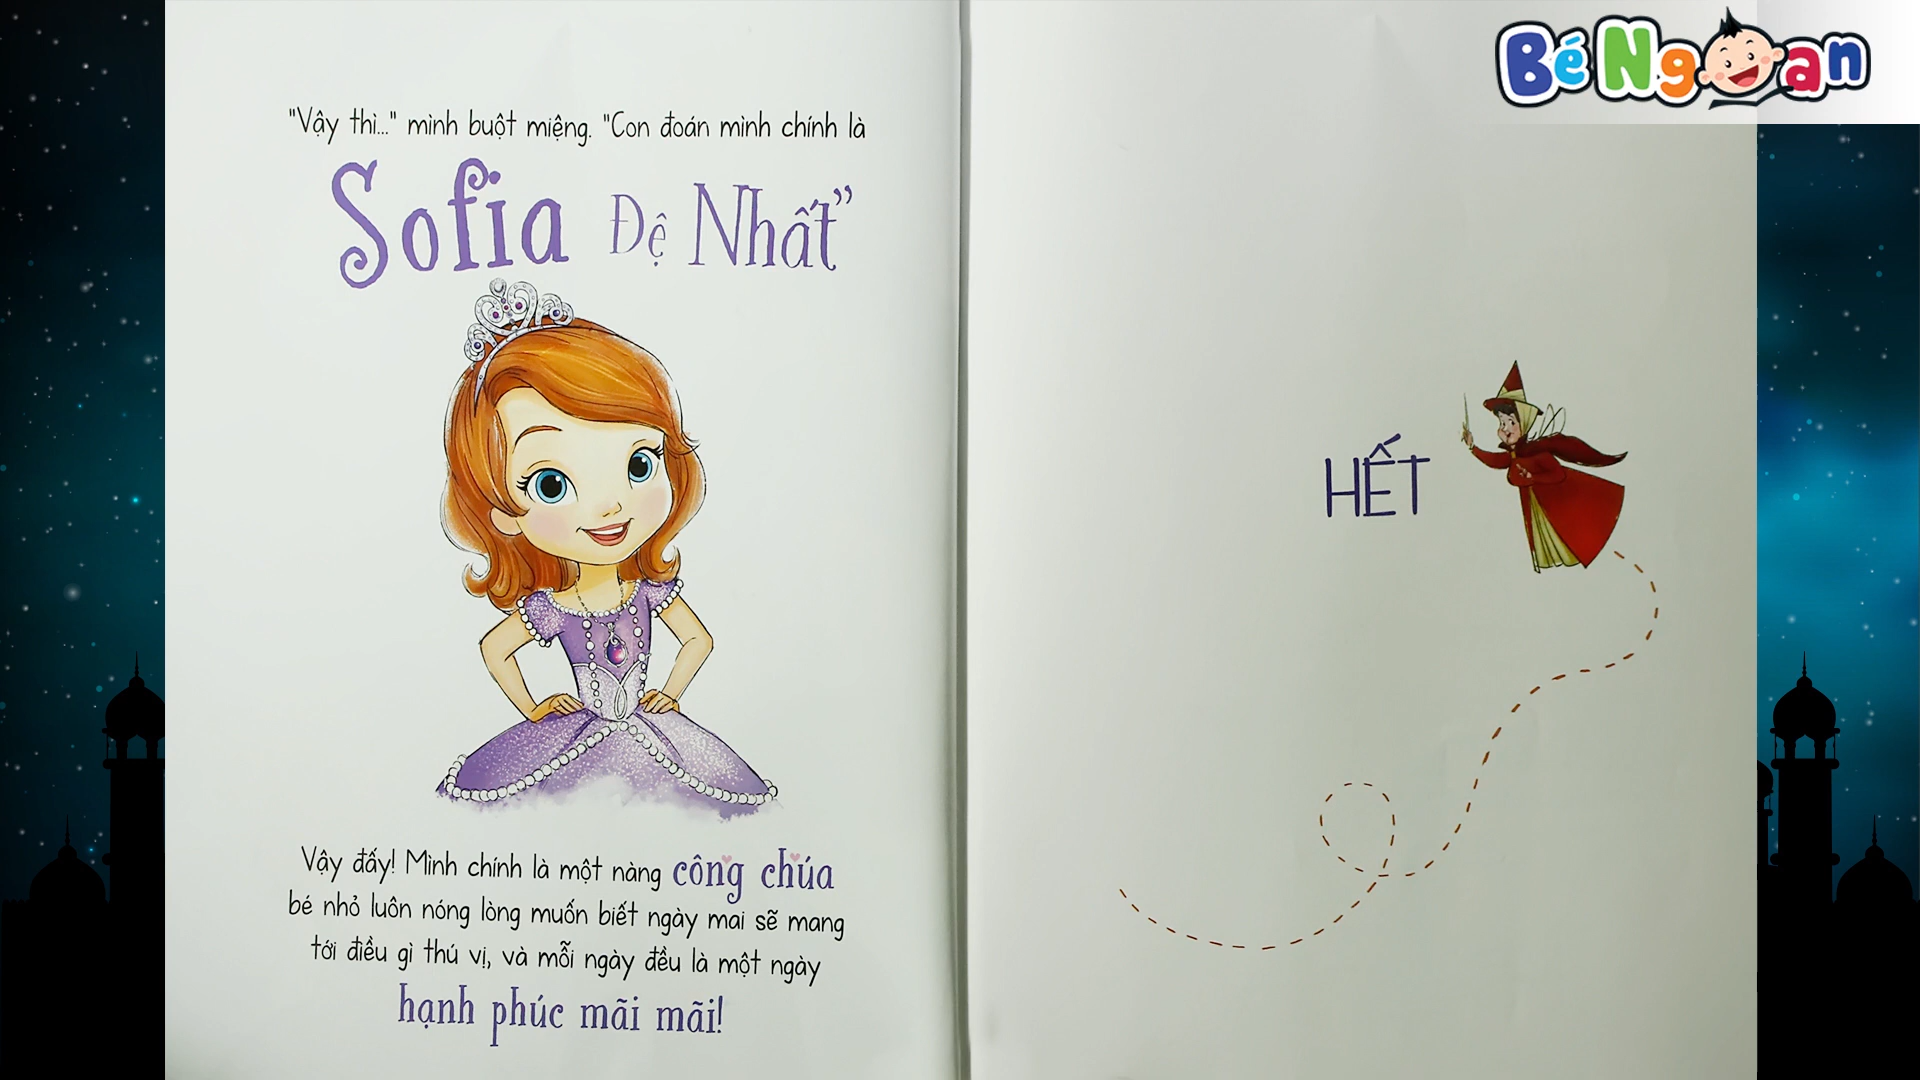 "Vậy thì..." mình buột miệng. "Con đoán mình chính là
Sofia Đệ Nhất"
Vậy đấy! Mình chính là một nàng công chúa
bé nhỏ luôn nóng lòng muốn biết ngày mai sẽ mang
tới điều gì thú vị, và mỗi ngày đều là một ngày
hạnh phúc mãi mãi!
HẾT
Bé Ngoan